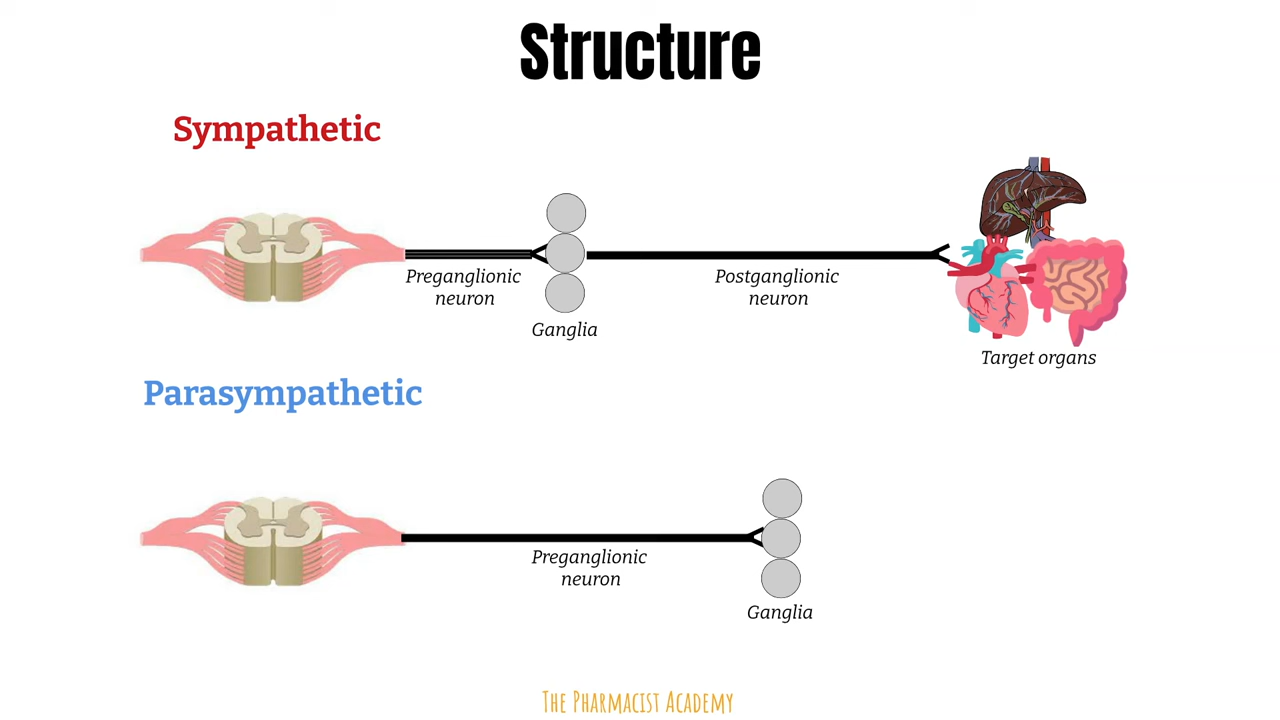 Structure
Sympathetic
Preganglionic
neuron
Ganglia
Postganglionic
neuron
Target organs
Parasympathetic
Preganglionic
neuron
Ganglia
The Pharmacist Academy